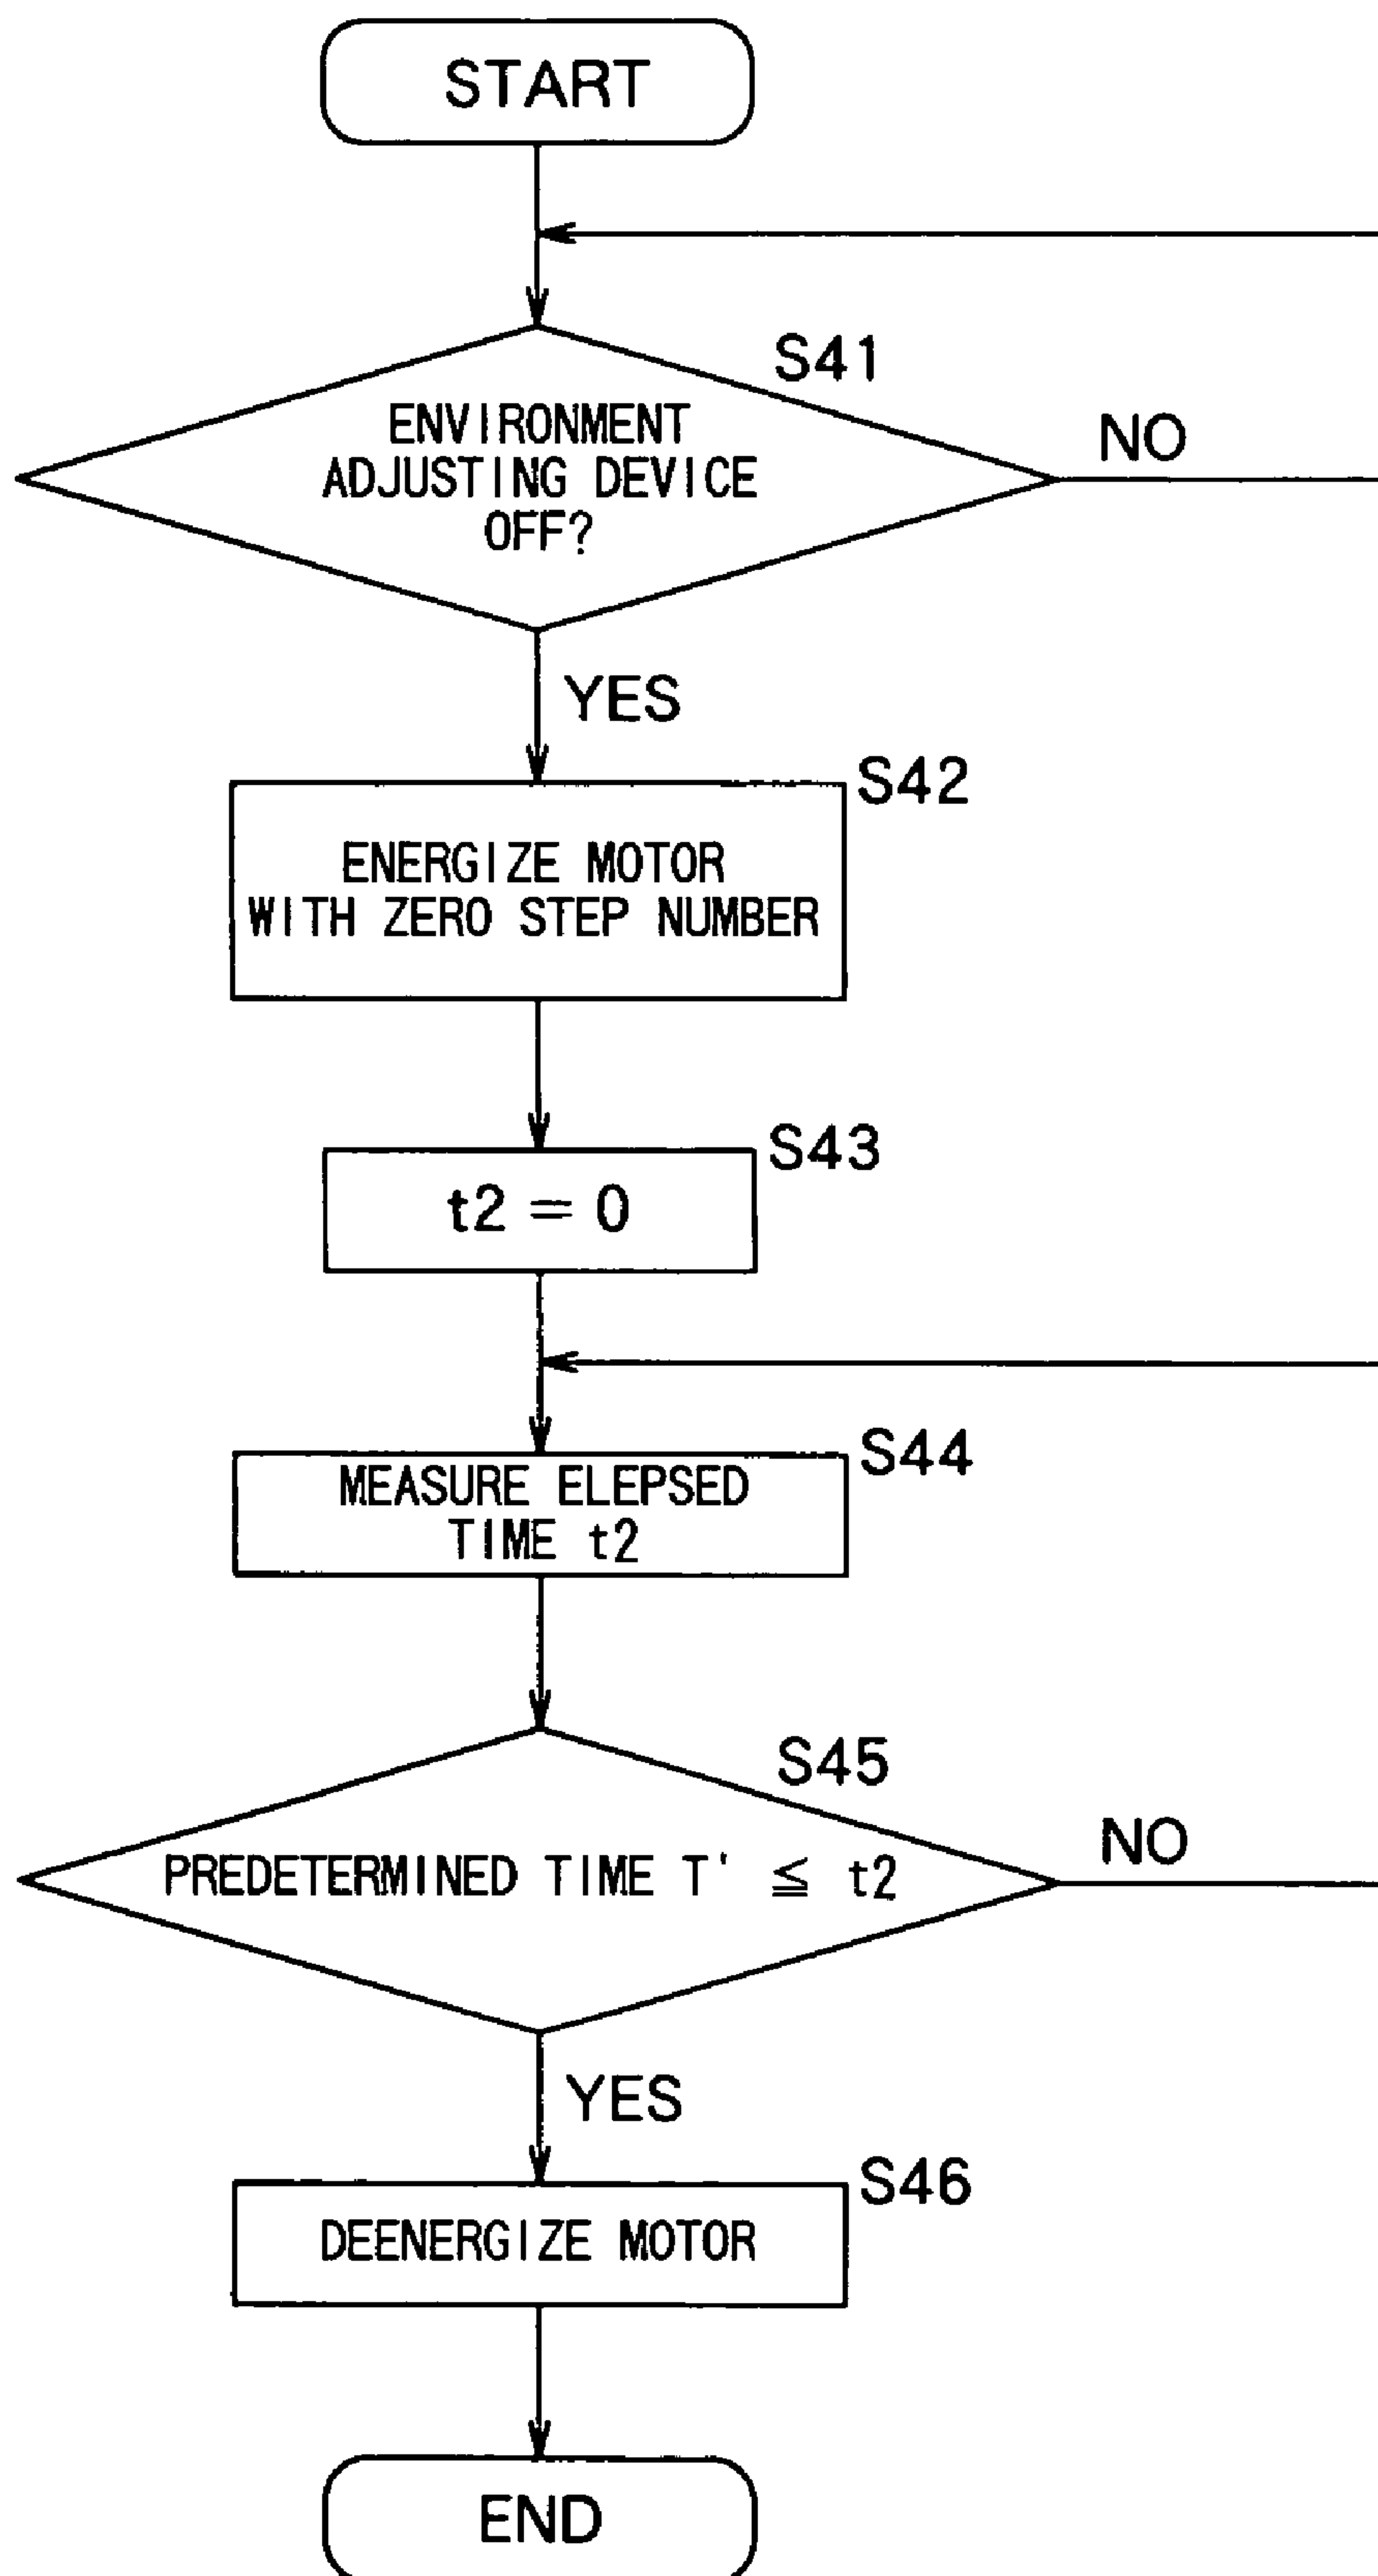 START
S41
ENVIRONMENT
ADJUSTING DEVICE
OFF?
NO
YES
S42
ENERGIZE MOTOR
WITH ZERO STEP NUMBER
S43
t2 = 0
S44
MEASURE ELEPSED
TIME t2
S45
PREDETERMINED TIME T' ≦ t2
NO
YES
S46
DEENERGIZE MOTOR
END